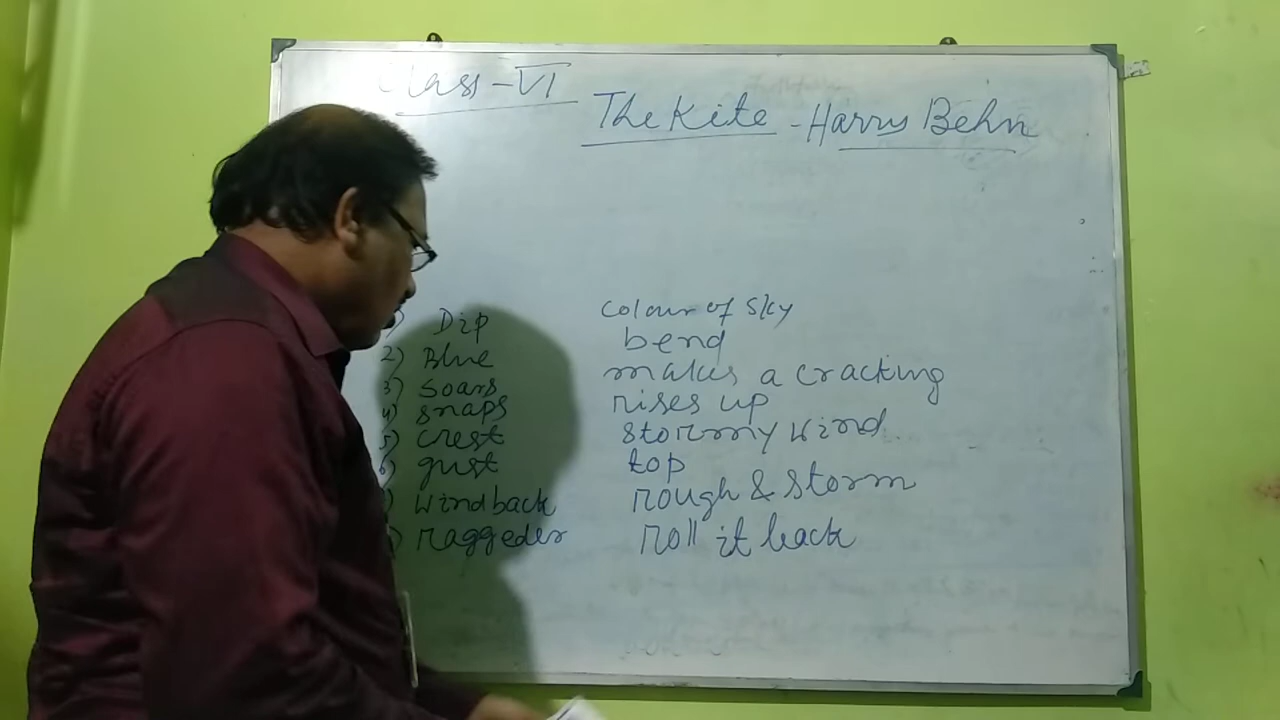 Class - VI
The Kite - Harry Behn
1) Dip colour of sky
2) Blue bend
3) Soars makes a cracking
4) snaps rises up
5) crest stormy wind
6) gust top
) windback rough & storm
) raggeder roll it back